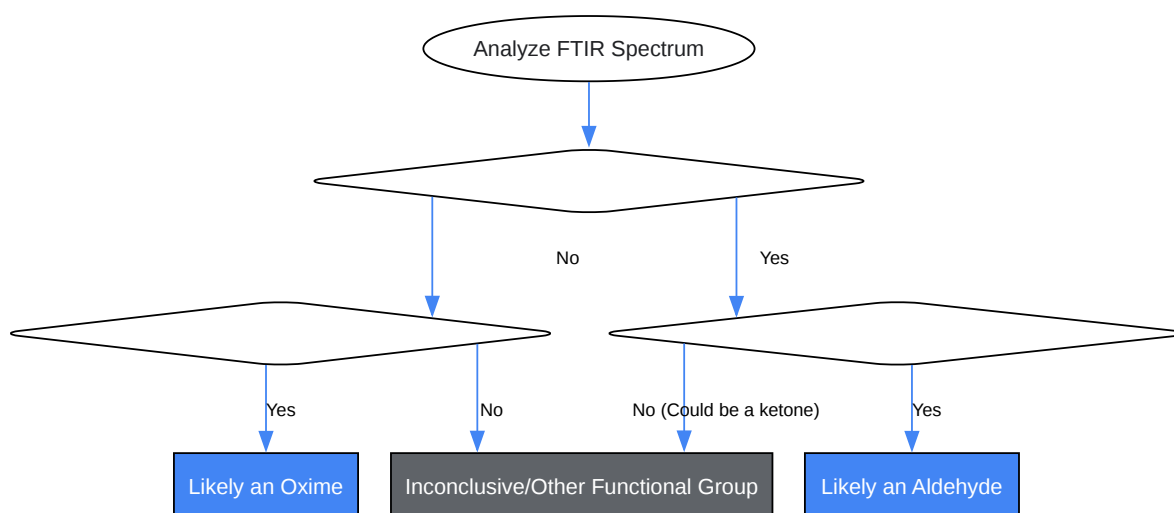 Analyze FTIR Spectrum
No
Yes
Yes
No
No (Could be a ketone)
Yes
Likely an Oxime
Inconclusive/Other Functional Group
Likely an Aldehyde